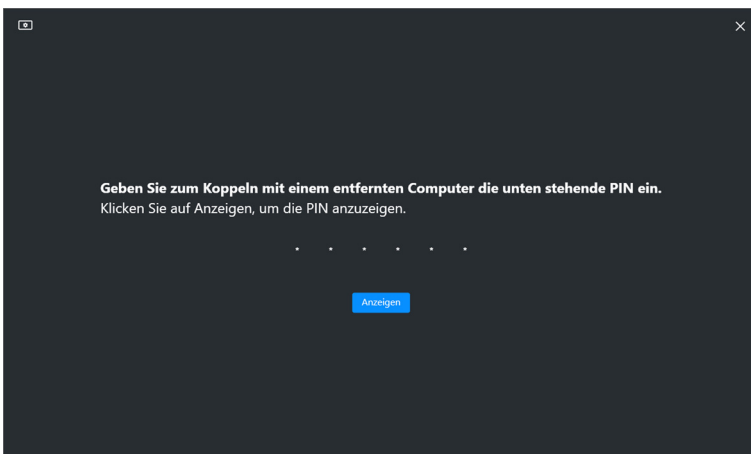 Geben Sie zum Koppeln mit einem entfernten Computer die unten stehende PIN ein.
Klicken Sie auf Anzeigen, um die PIN anzuzeigen.
* * * * * *
Anzeigen